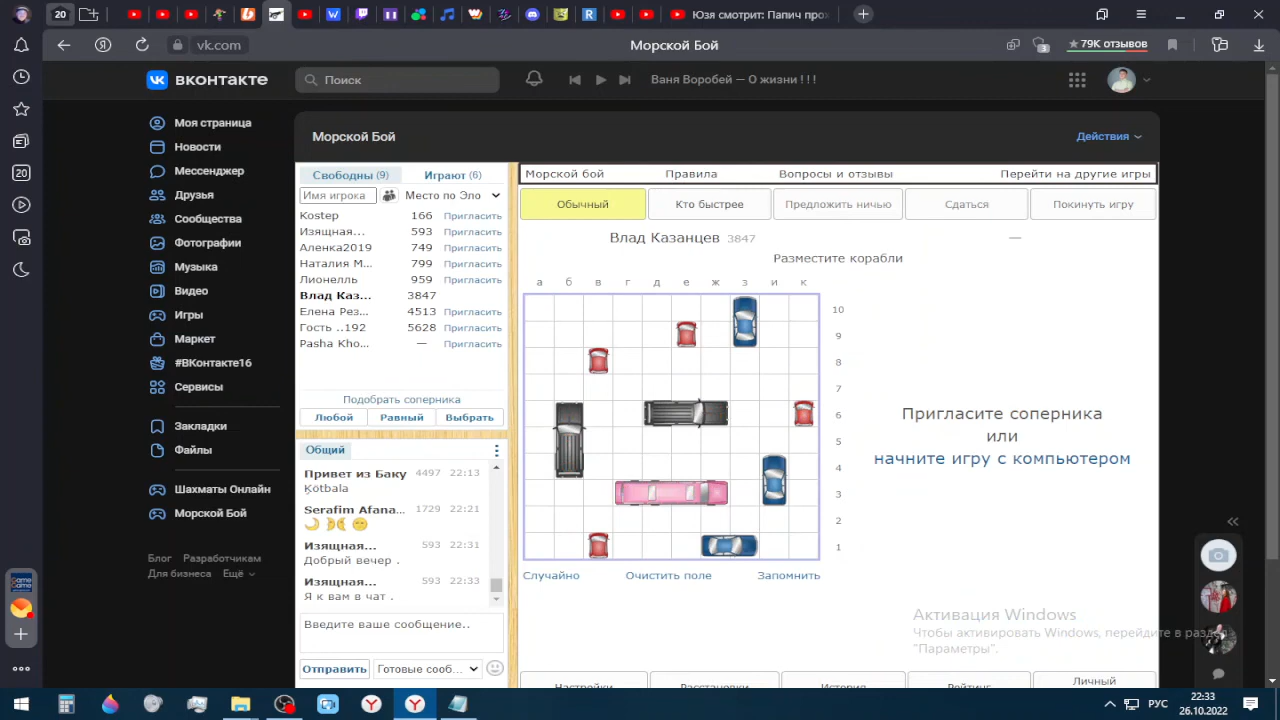 20
Юзя смотрит: Папич прох
vk.com
Морской Бой
79K отзывов
20
вконтакте
Поиск
Ваня Воробей — О жизни ! ! !
Моя страница
Новости
Мессенджер
Друзья
Сообщества
Фотографии
Музыка
Видео
Игры
Маркет
#ВКонтакте16
Сервисы
Закладки
Файлы
Шахматы Онлайн
Морской Бой
Блог Разработчикам
Для бизнеса Ещё
Морской Бой
Действия
Свободны (9)
Играют (6)
Имя игрока
Место по Эло
Kostep 166 Пригласить
Изящная... 593 Пригласить
Аленка2019 749 Пригласить
Наталия М... 799 Пригласить
Лионелль 959 Пригласить
Влад Каз... 3847
Елена Рез... 4513 Пригласить
Гость ..192 5628 Пригласить
Pasha Kho... — Пригласить
Подобрать соперника
Любой Равный Выбрать
Общий
Привет из Баку 4497 22:13
Ķötbala
Serafim Afana... 1729 22:21
Изящная... 593 22:31
Добрый вечер .
Изящная... 593 22:33
Я к вам в чат .
Введите ваше сообщение..
Отправить
Готовые сооб...
Морской бой
Правила
Вопросы и отзывы
Перейти на другие игры
Обычный
Кто быстрее
Предложить ничью
Сдаться
Покинуть игру
Влад Казанцев 3847
—
Разместите корабли
а б в г д е ж з и к
10
9
8
7
6
5
4
3
2
1
Случайно
Очистить поле
Запомнить
Пригласите соперника
или
начните игру с компьютером
Активация Windows
Чтобы активировать Windows, перейдите в раздел
"Параметры".
Настройки
Расстановки
История
Рейтинг
Личный
РУС
22:33
26.10.2022